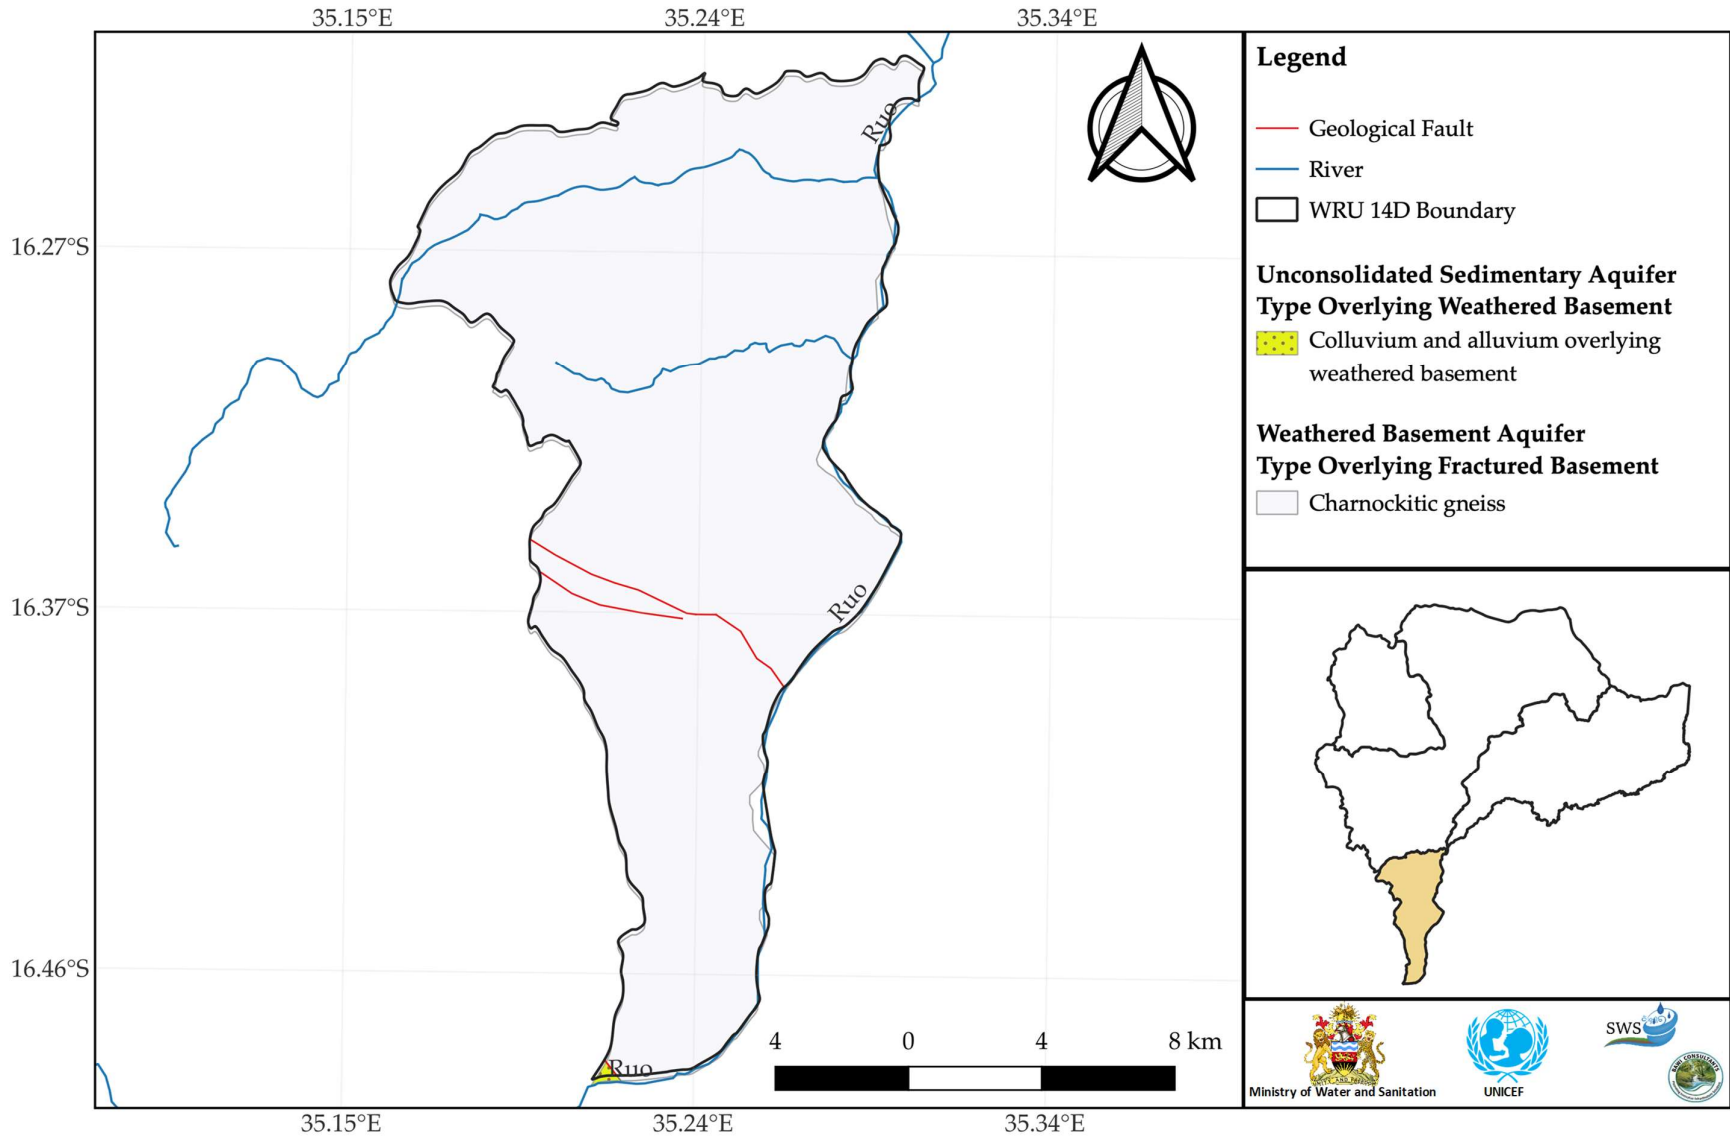 35.15°E 35.24°E 35.34°E
Ruo
16.27°S
16.37°S
Ruo
16.46°S
4 0 4 8 km
Ruo
35.15°E 35.24°E 35.34°E
Legend
Geological Fault
River
WRU 14D Boundary
Unconsolidated Sedimentary Aquifer
Type Overlying Weathered Basement
Colluvium and alluvium overlying
weathered basement
Weathered Basement Aquifer
Type Overlying Fractured Basement
Charnockitic gneiss
Ministry of Water and Sanitation
UNICEF
SWS